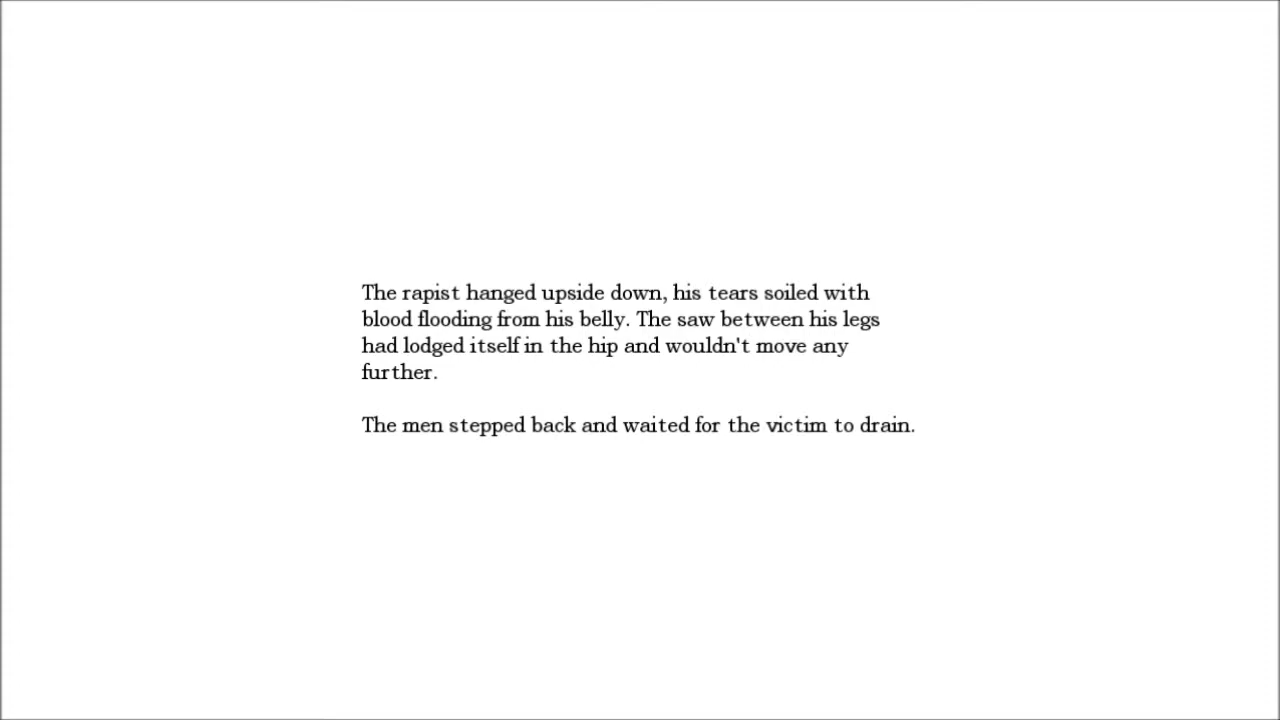 The rapist hanged upside down, his tears soiled with
blood flooding from his belly. The saw between his legs
had lodged itself in the hip and wouldn't move any
further.
The men stepped back and waited for the victim to drain.